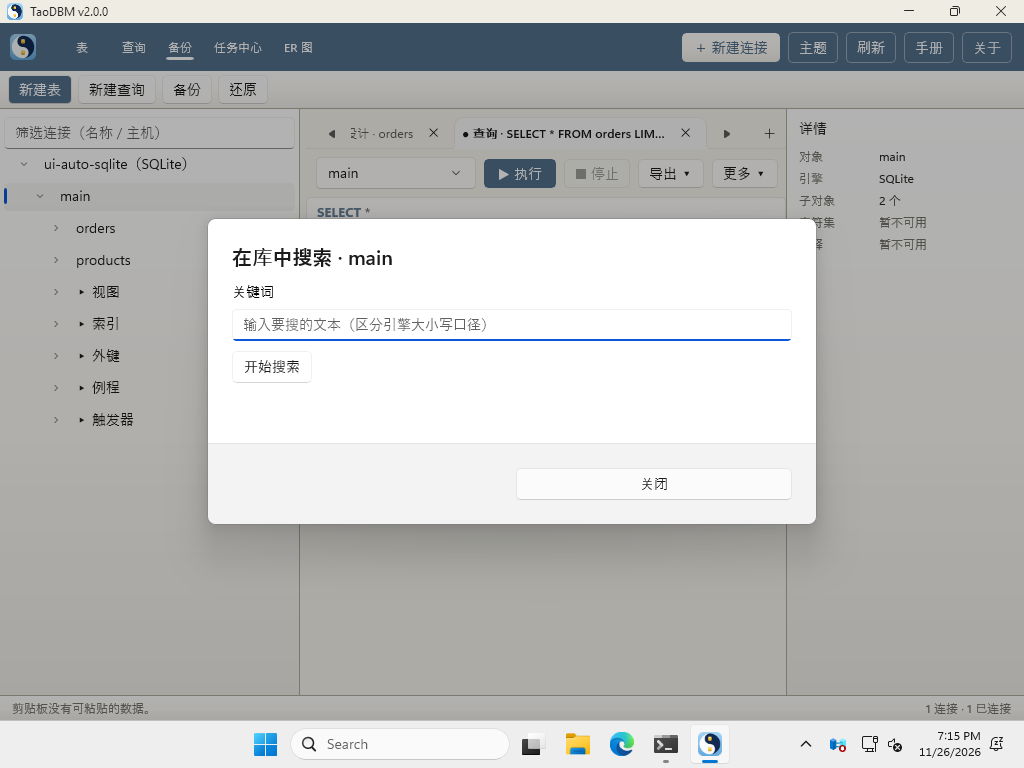 TaoDBM v2.0.0
表 查询 备份 任务中心 ER 图 + 新建连接 主题 刷新 手册 关于
新建表 新建查询 备份 还原
筛选连接（名称 / 主机）
ui-auto-sqlite（SQLite）
main
orders
products
视图
索引
外键
例程
触发器
计 · orders
● 查询 · SELECT * FROM orders LIM...
main 执行 停止 导出 更多
SELECT *
详情
对象 main
引擎 SQLite
子对象 2 个
符集 暂不可用
暂不可用
在库中搜索 · main
关键词
输入要搜的文本（区分引擎大小写口径）
开始搜索
关闭
剪贴板没有可粘贴的数据。
1 连接 · 1 已连接
Search
7:15 PM
11/26/2026